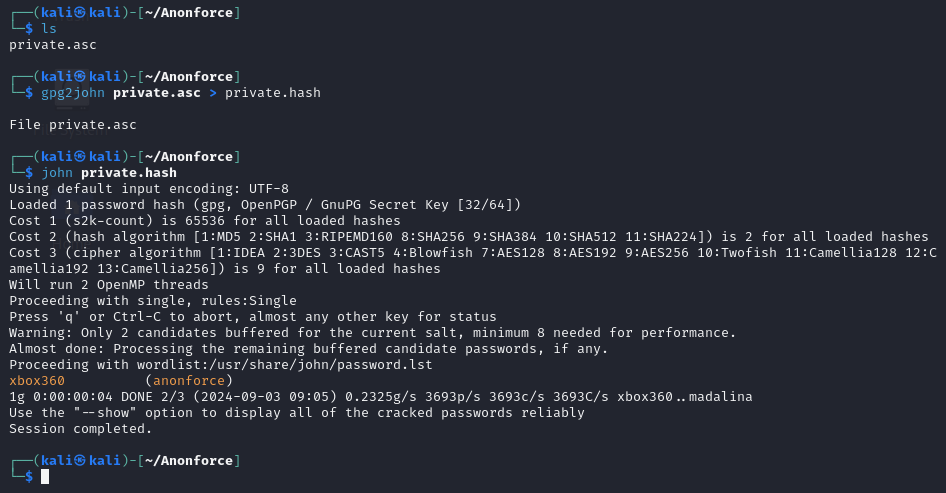 ┌──(kali㉿kali)-[~/Anonforce]
└─$ ls
private.asc
┌──(kali㉿kali)-[~/Anonforce]
└─$ gpg2john private.asc > private.hash
File private.asc
┌──(kali㉿kali)-[~/Anonforce]
└─$ john private.hash
Using default input encoding: UTF-8
Loaded 1 password hash (gpg, OpenPGP / GnuPG Secret Key [32/64])
Cost 1 (s2k-count) is 65536 for all loaded hashes
Cost 2 (hash algorithm [1:MD5 2:SHA1 3:RIPEMD160 8:SHA256 9:SHA384 10:SHA512 11:SHA224]) is 2 for all loaded hashes
Cost 3 (cipher algorithm [1:IDEA 2:3DES 3:CAST5 4:Blowfish 7:AES128 8:AES192 9:AES256 10:Twofish 11:Camellia128 12:C
amellia192 13:Camellia256]) is 9 for all loaded hashes
Will run 2 OpenMP threads
Proceeding with single, rules:Single
Press 'q' or Ctrl-C to abort, almost any other key for status
Warning: Only 2 candidates buffered for the current salt, minimum 8 needed for performance.
Almost done: Processing the remaining buffered candidate passwords, if any.
Proceeding with wordlist:/usr/share/john/password.lst
xbox360          (anonforce)
1g 0:00:00:04 DONE 2/3 (2024-09-03 09:05) 0.2325g/s 3693p/s 3693c/s 3693C/s xbox360..madalina
Use the "--show" option to display all of the cracked passwords reliably
Session completed.
┌──(kali㉿kali)-[~/Anonforce]
└─$